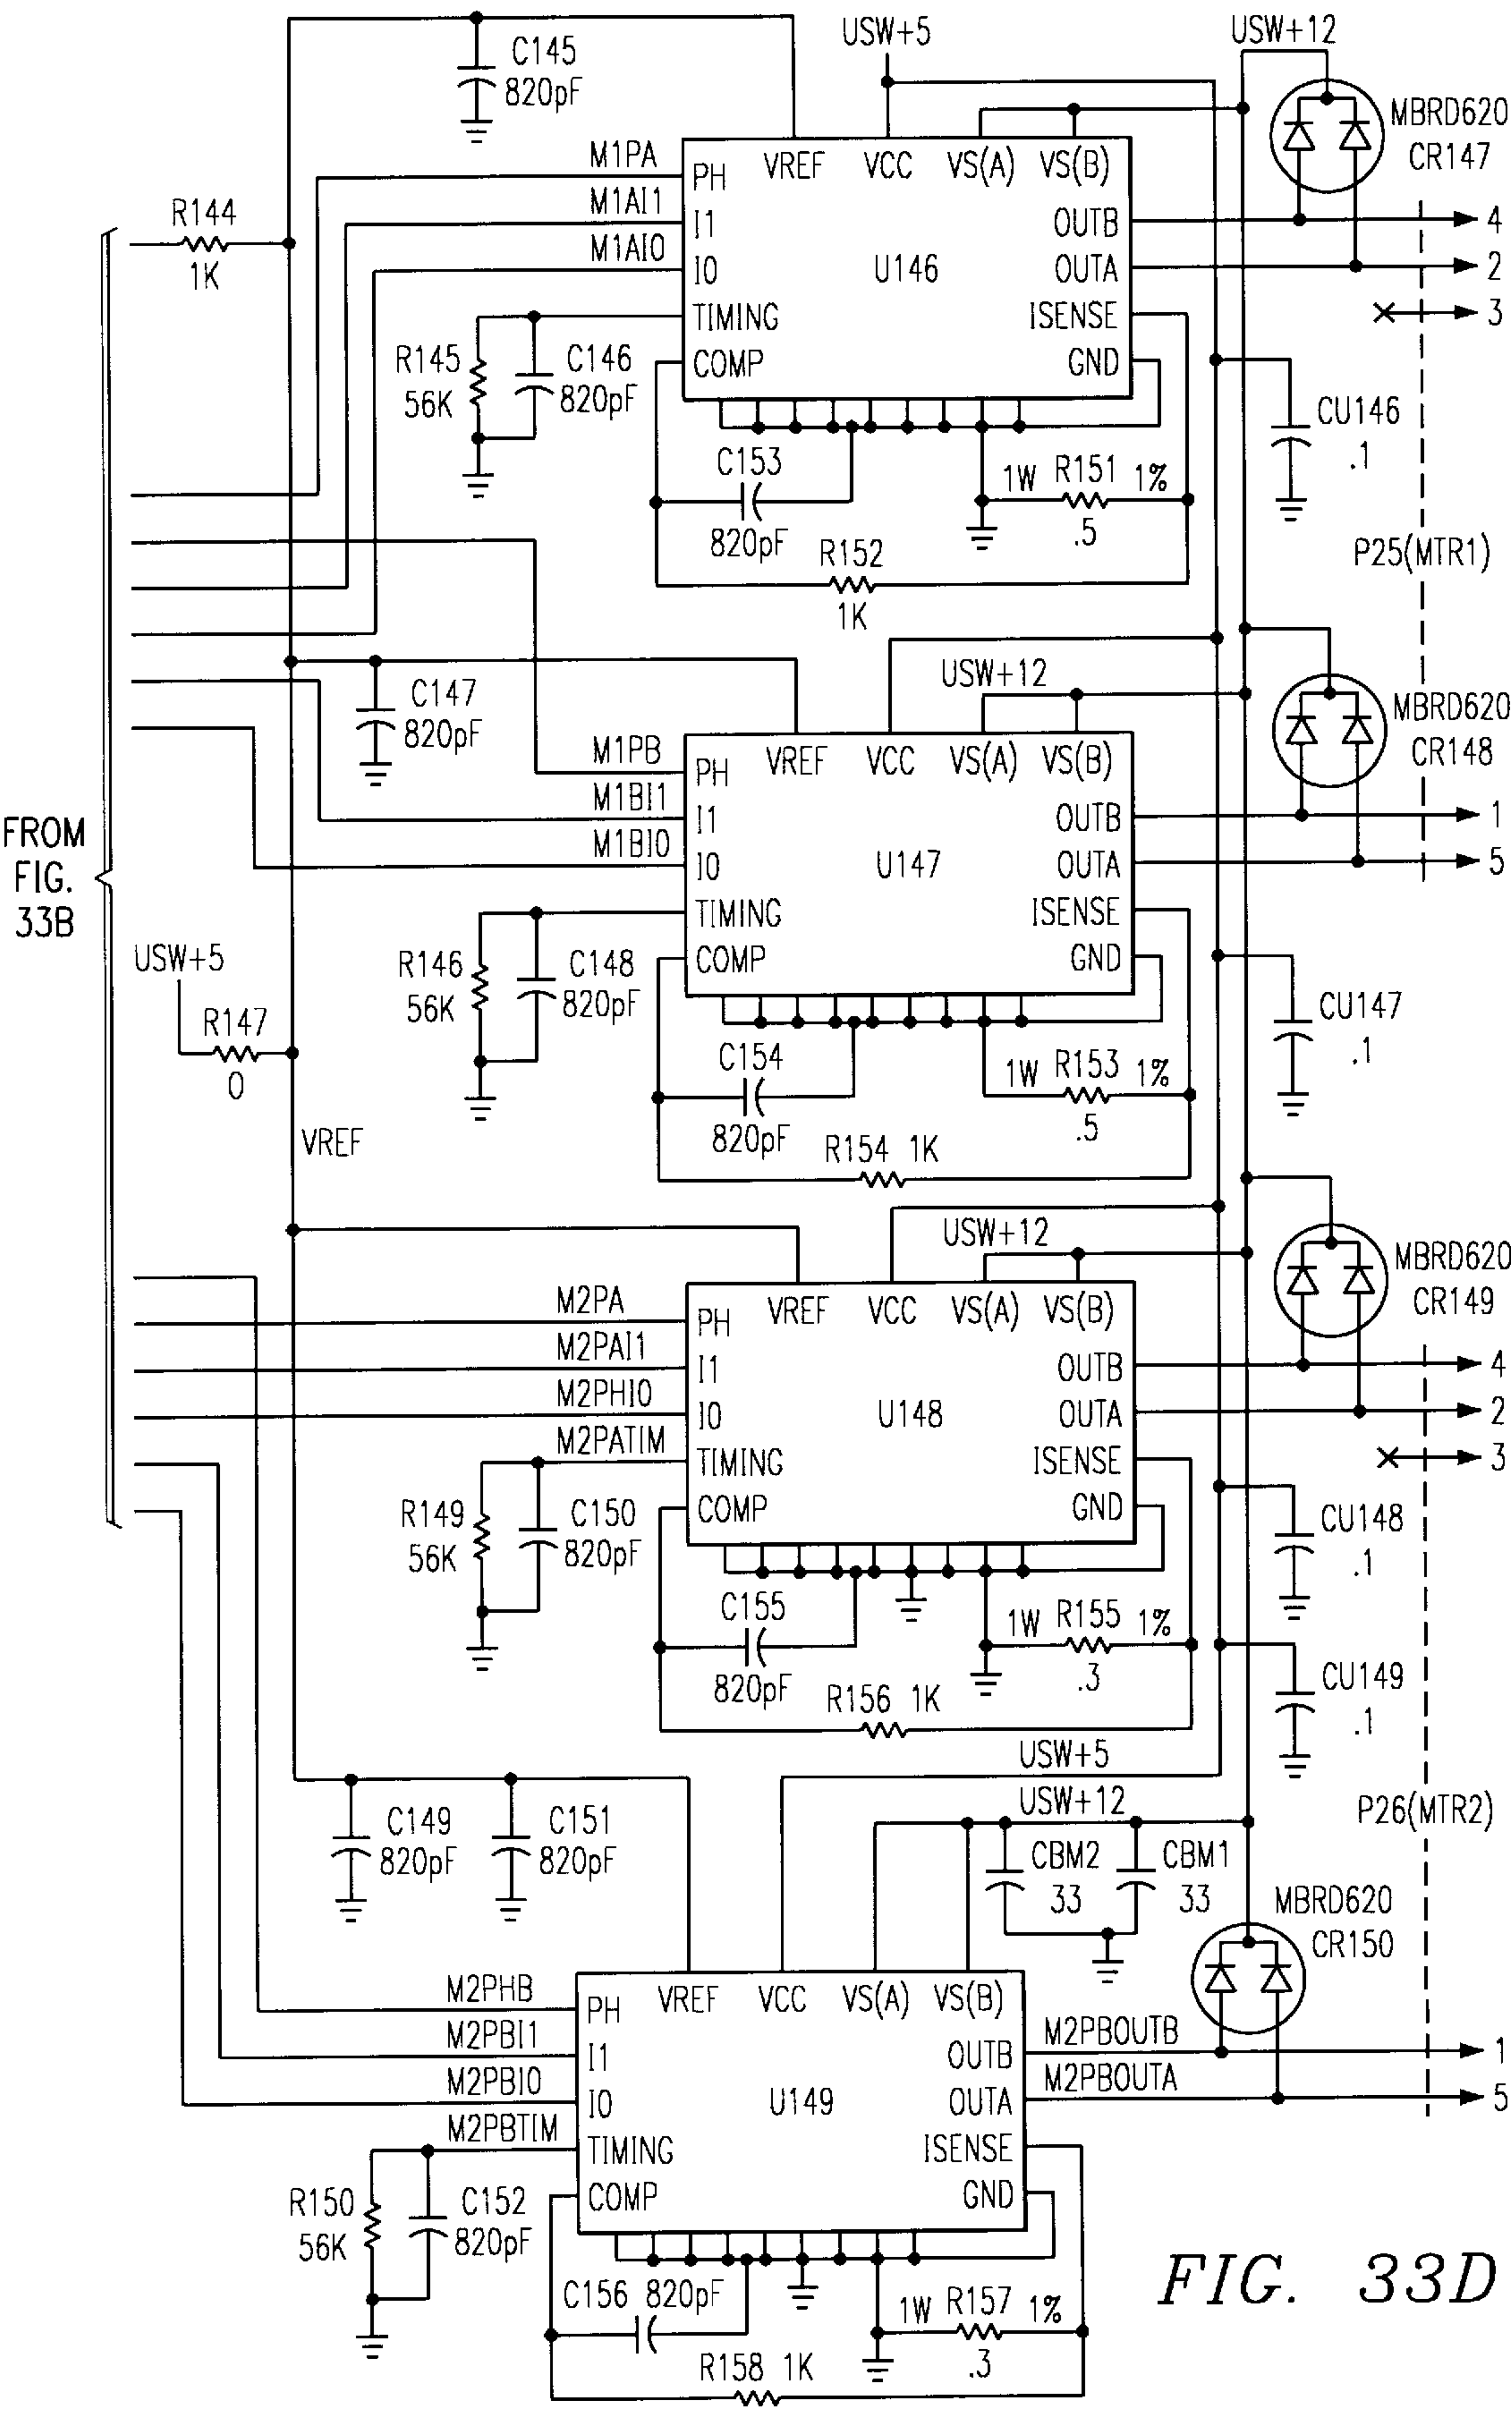 USW+5
USW+12
C145
820pF
MBRD620
CR147
M1PA
PH
VREF
VCC
VS(A)
VS(B)
R144
1K
M1AI1
I1
OUTB
4
M1AI0
I0
U146
OUTA
2
TIMING
ISENSE
3
R145
56K
C146
820pF
COMP
GND
CU146
.1
C153
820pF
1W
R151
1%
.5
P25(MTR1)
R152
1K
USW+12
C147
820pF
MBRD620
CR148
M1PB
PH
VREF
VCC
VS(A)
VS(B)
M1BI1
I1
OUTB
1
M1BI0
I0
U147
OUTA
5
FROM
FIG.
33B
TIMING
ISENSE
USW+5
R146
56K
C148
820pF
COMP
GND
R147
0
CU147
.1
C154
820pF
1W
R153
1%
.5
VREF
R154 1K
USW+12
MBRD620
CR149
M2PA
PH
VREF
VCC
VS(A)
VS(B)
M2PAI1
I1
OUTB
4
M2PHI0
I0
U148
OUTA
2
M2PATIM
TIMING
ISENSE
3
R149
56K
C150
820pF
COMP
GND
CU148
.1
C155
820pF
1W
R155
1%
.3
CU149
.1
R156 1K
USW+5
USW+12
P26(MTR2)
C149
820pF
C151
820pF
CBM2
33
CBM1
33
MBRD620
CR150
M2PHB
PH
VREF
VCC
VS(A)
VS(B)
M2PBI1
I1
OUTB
M2PBOUTB
1
M2PBI0
I0
U149
OUTA
M2PBOUTA
5
M2PBTIM
TIMING
ISENSE
R150
56K
C152
820pF
COMP
GND
C156 820pF
1W
R157
1%
.3
R158 1K
FIG. 33D